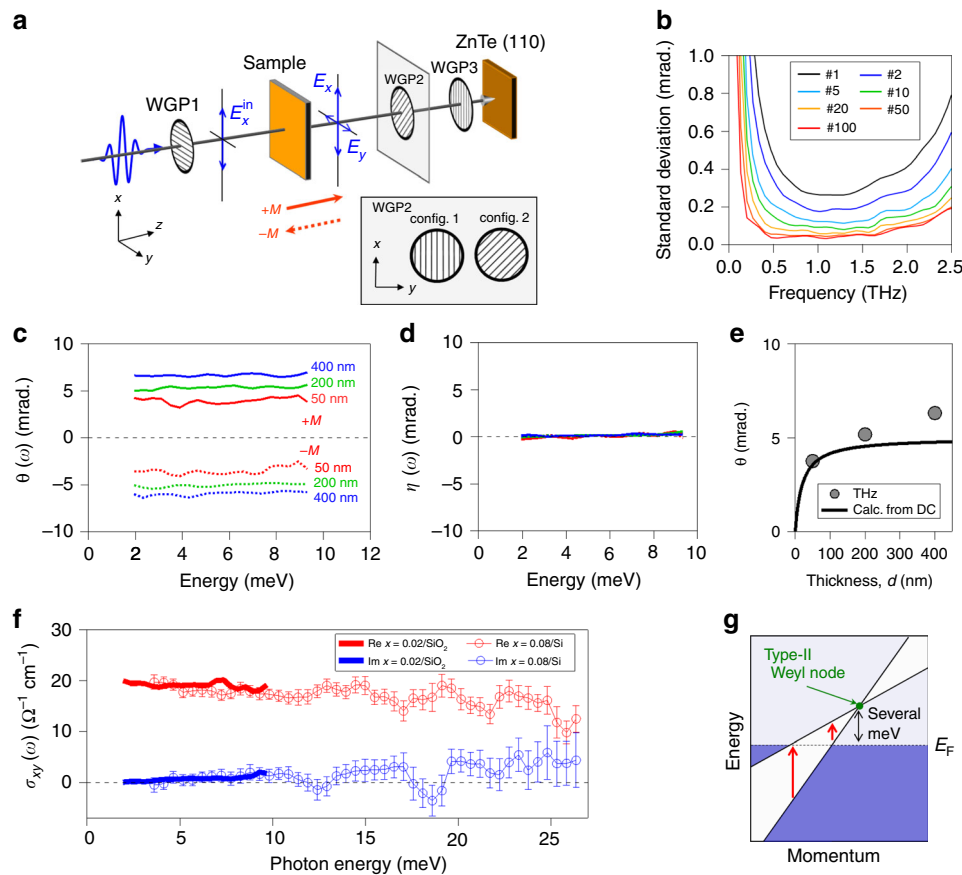 a
ZnTe (110)
WGP3
WGP2
Sample
WGP1
E_x^in
E_x
E_y
+M
−M
x
z
y
WGP2
config. 1
config. 2
x
y
b
Standard deviation (mrad.)
1.0
0.8
0.6
0.4
0.2
0.0
#1 #2
#5 #10
#20 #50
#100
0.0 0.5 1.0 1.5 2.0 2.5
Frequency (THz)
c
θ (ω) (mrad.)
10
5
0
−5
−10
400 nm
200 nm
50 nm
+M
−M
50 nm
200 nm
400 nm
0 2 4 6 8 10 12
Energy (meV)
d
η (ω) (mrad.)
10
5
0
−5
−10
0 2 4 6 8 10
Energy (meV)
e
θ (mrad.)
10
5
0
THz
Calc. from DC
0 100 200 300 400
Thickness, d (nm)
f
σxy (ω) (Ω⁻¹ cm⁻¹)
30
20
10
0
Re x = 0.02/SiO₂ Re x = 0.08/Si
Im x = 0.02/SiO₂ Im x = 0.08/Si
0 5 10 15 20 25
Photon energy (meV)
g
Type-II
Weyl node
Several
meV
E_F
Energy
Momentum